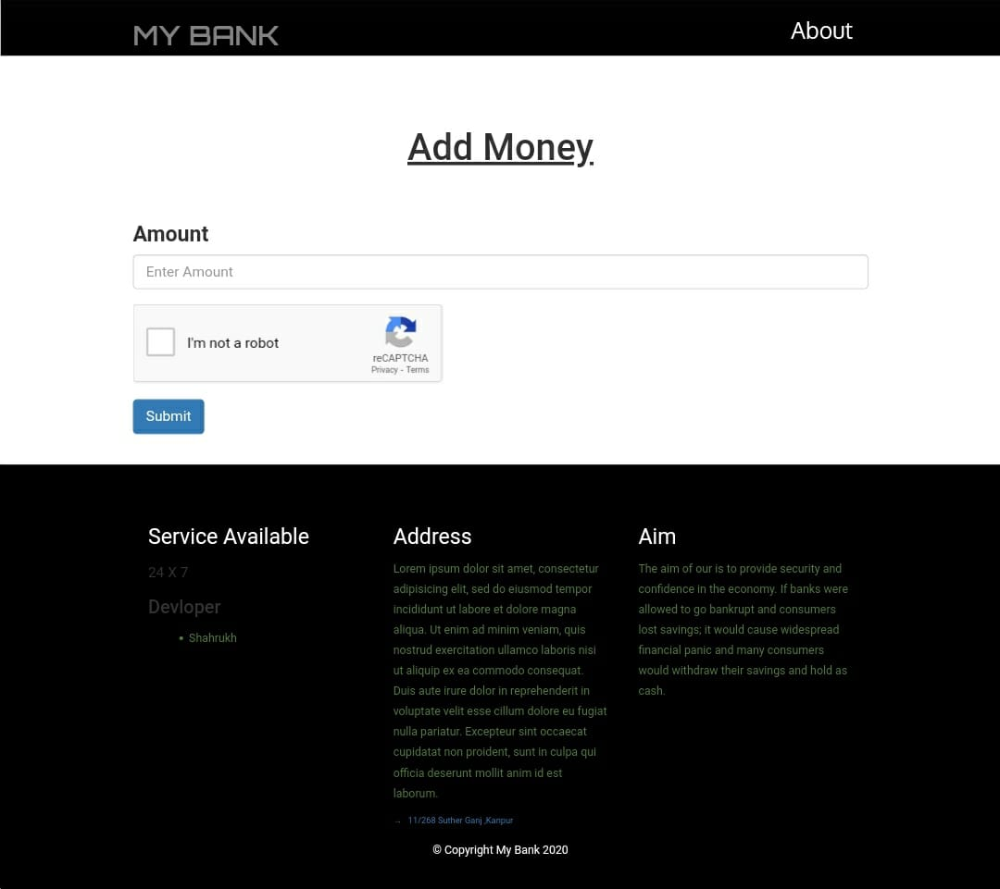 MY BANK
About
Add Money
Amount
Enter Amount
I'm not a robot
reCAPTCHA
Privacy - Terms
Submit
Service Available
24 X 7
Devloper
Shahrukh
Address
Lorem ipsum dolor sit amet, consectetur
adipisicing elit, sed do eiusmod tempor
incididunt ut labore et dolore magna
aliqua. Ut enim ad minim veniam, quis
nostrud exercitation ullamco laboris nisi
ut aliquip ex ea commodo consequat.
Duis aute irure dolor in reprehenderit in
voluptate velit esse cillum dolore eu fugiat
nulla pariatur. Excepteur sint occaecat
cupidatat non proident, sunt in culpa qui
officia deserunt mollit anim id est
laborum.
→ 11/268 Suther Ganj ,Kanpur
Aim
The aim of our is to provide security and
confidence in the economy. If banks were
allowed to go bankrupt and consumers
lost savings; it would cause widespread
financial panic and many consumers
would withdraw their savings and hold as
cash.
© Copyright My Bank 2020